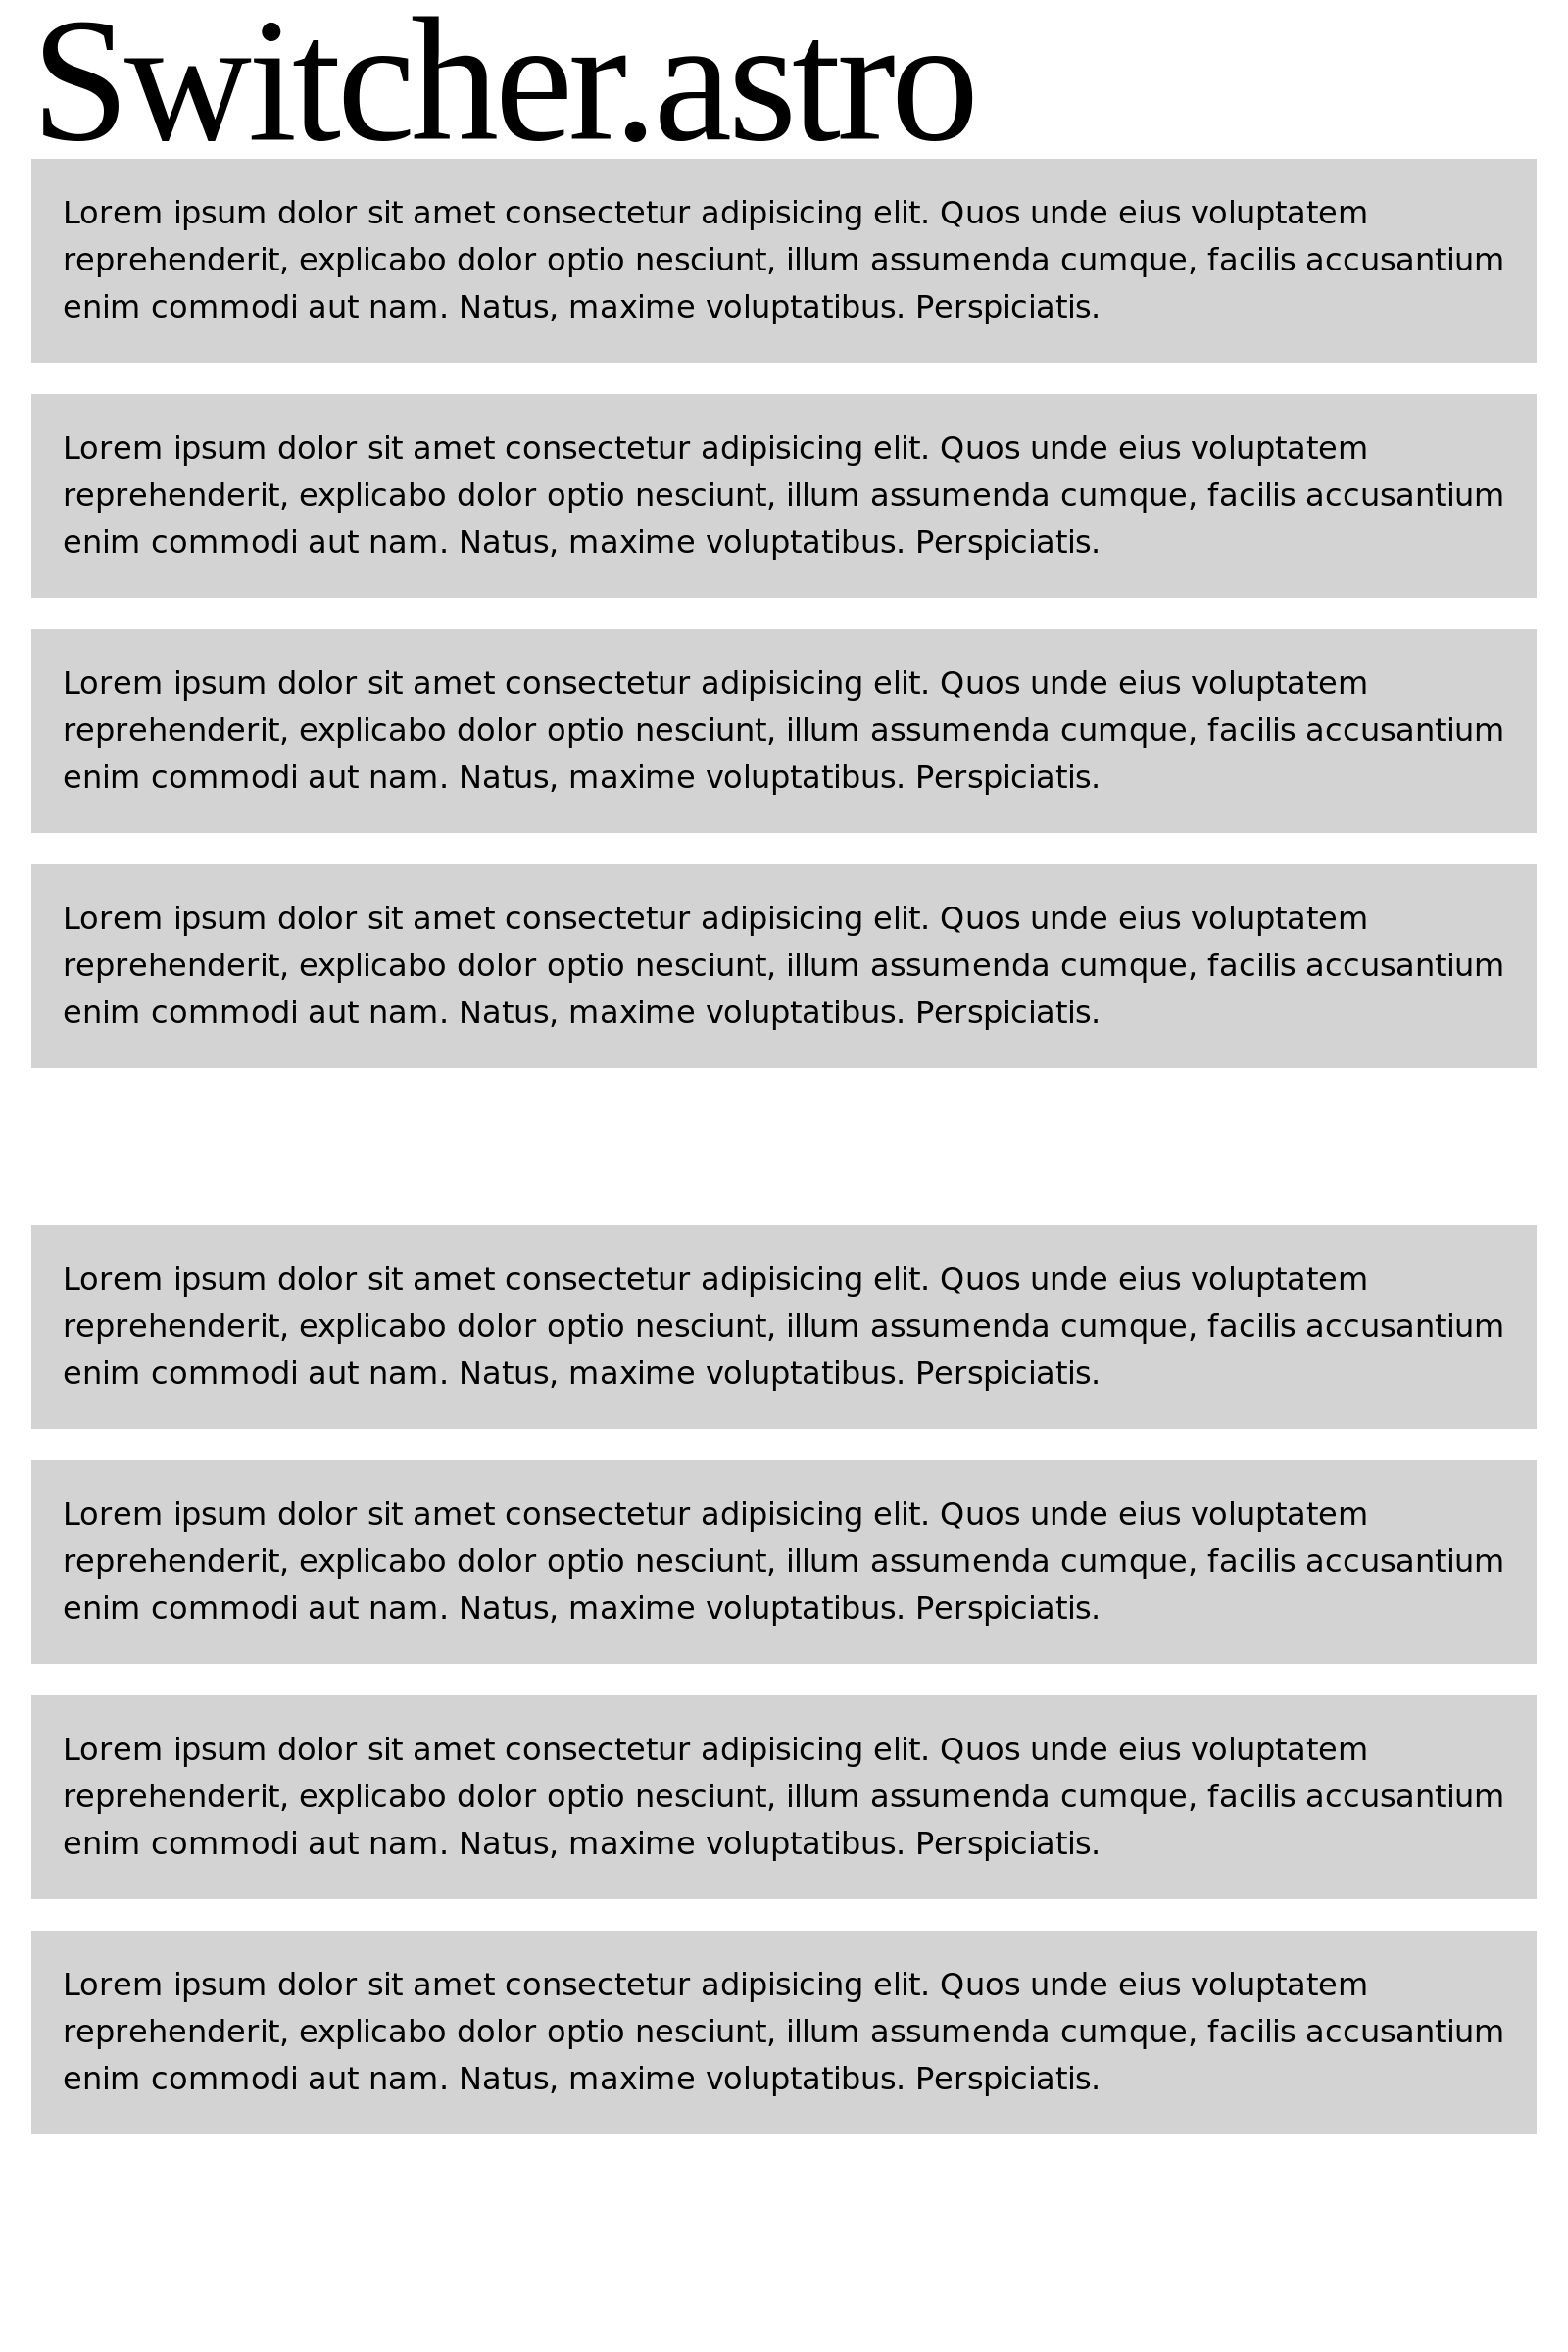 Switcher.astro
Lorem ipsum dolor sit amet consectetur adipisicing elit. Quos unde eius voluptatem
reprehenderit, explicabo dolor optio nesciunt, illum assumenda cumque, facilis accusantium
enim commodi aut nam. Natus, maxime voluptatibus. Perspiciatis.
Lorem ipsum dolor sit amet consectetur adipisicing elit. Quos unde eius voluptatem
reprehenderit, explicabo dolor optio nesciunt, illum assumenda cumque, facilis accusantium
enim commodi aut nam. Natus, maxime voluptatibus. Perspiciatis.
Lorem ipsum dolor sit amet consectetur adipisicing elit. Quos unde eius voluptatem
reprehenderit, explicabo dolor optio nesciunt, illum assumenda cumque, facilis accusantium
enim commodi aut nam. Natus, maxime voluptatibus. Perspiciatis.
Lorem ipsum dolor sit amet consectetur adipisicing elit. Quos unde eius voluptatem
reprehenderit, explicabo dolor optio nesciunt, illum assumenda cumque, facilis accusantium
enim commodi aut nam. Natus, maxime voluptatibus. Perspiciatis.
Lorem ipsum dolor sit amet consectetur adipisicing elit. Quos unde eius voluptatem
reprehenderit, explicabo dolor optio nesciunt, illum assumenda cumque, facilis accusantium
enim commodi aut nam. Natus, maxime voluptatibus. Perspiciatis.
Lorem ipsum dolor sit amet consectetur adipisicing elit. Quos unde eius voluptatem
reprehenderit, explicabo dolor optio nesciunt, illum assumenda cumque, facilis accusantium
enim commodi aut nam. Natus, maxime voluptatibus. Perspiciatis.
Lorem ipsum dolor sit amet consectetur adipisicing elit. Quos unde eius voluptatem
reprehenderit, explicabo dolor optio nesciunt, illum assumenda cumque, facilis accusantium
enim commodi aut nam. Natus, maxime voluptatibus. Perspiciatis.
Lorem ipsum dolor sit amet consectetur adipisicing elit. Quos unde eius voluptatem
reprehenderit, explicabo dolor optio nesciunt, illum assumenda cumque, facilis accusantium
enim commodi aut nam. Natus, maxime voluptatibus. Perspiciatis.